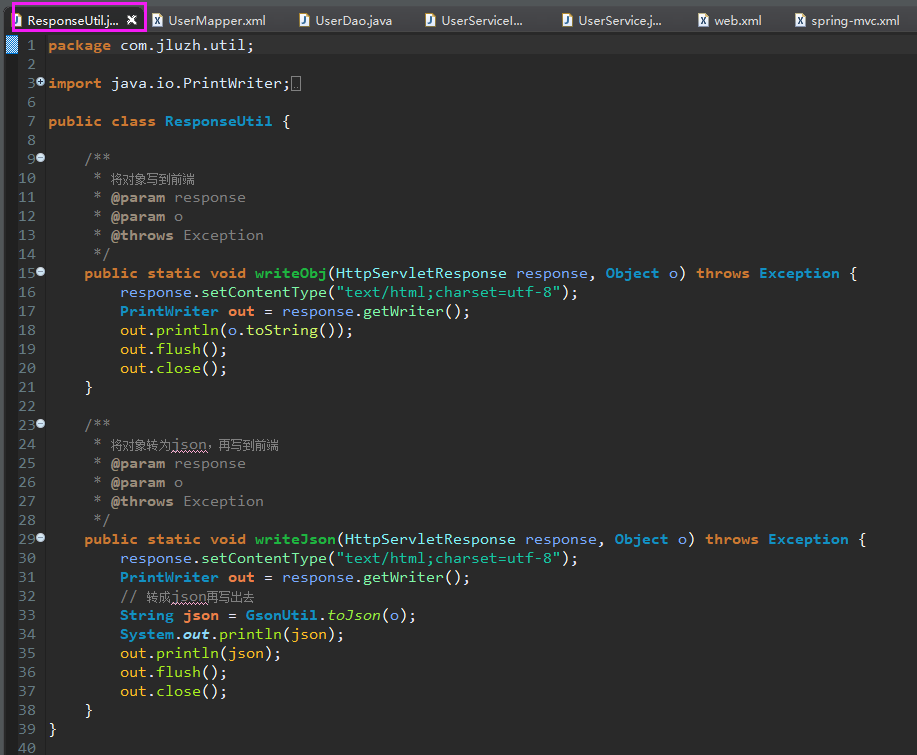 ResponseUtil.j... UserMapper.xml UserDao.java UserServiceI... UserService.j... web.xml spring-mvc.xml
1 package com.jluzh.util;
2
3 import java.io.PrintWriter;
6
7 public class ResponseUtil {
8
9 /**
10 * 将对象写到前端
11 * @param response
12 * @param o
13 * @throws Exception
14 */
15 public static void writeObj(HttpServletResponse response, Object o) throws Exception {
16 response.setContentType("text/html;charset=utf-8");
17 PrintWriter out = response.getWriter();
18 out.println(o.toString());
19 out.flush();
20 out.close();
21 }
22
23 /**
24 * 将对象转为json，再写到前端
25 * @param response
26 * @param o
27 * @throws Exception
28 */
29 public static void writeJson(HttpServletResponse response, Object o) throws Exception {
30 response.setContentType("text/html;charset=utf-8");
31 PrintWriter out = response.getWriter();
32 // 转成json再写出去
33 String json = GsonUtil.toJson(o);
34 System.out.println(json);
35 out.println(json);
36 out.flush();
37 out.close();
38 }
39 }
40